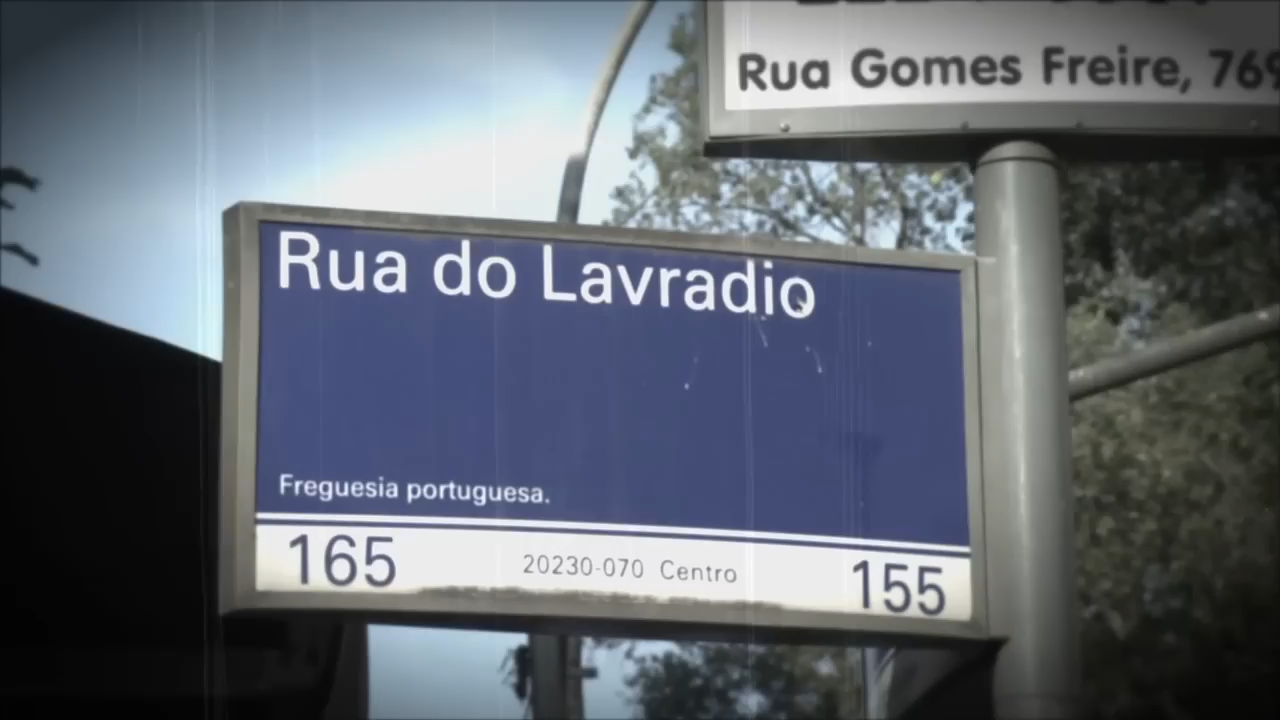 Rua Gomes Freire, 769
Rua do Lavradio
Freguesia portuguesa.
165 20230-070 Centro 155